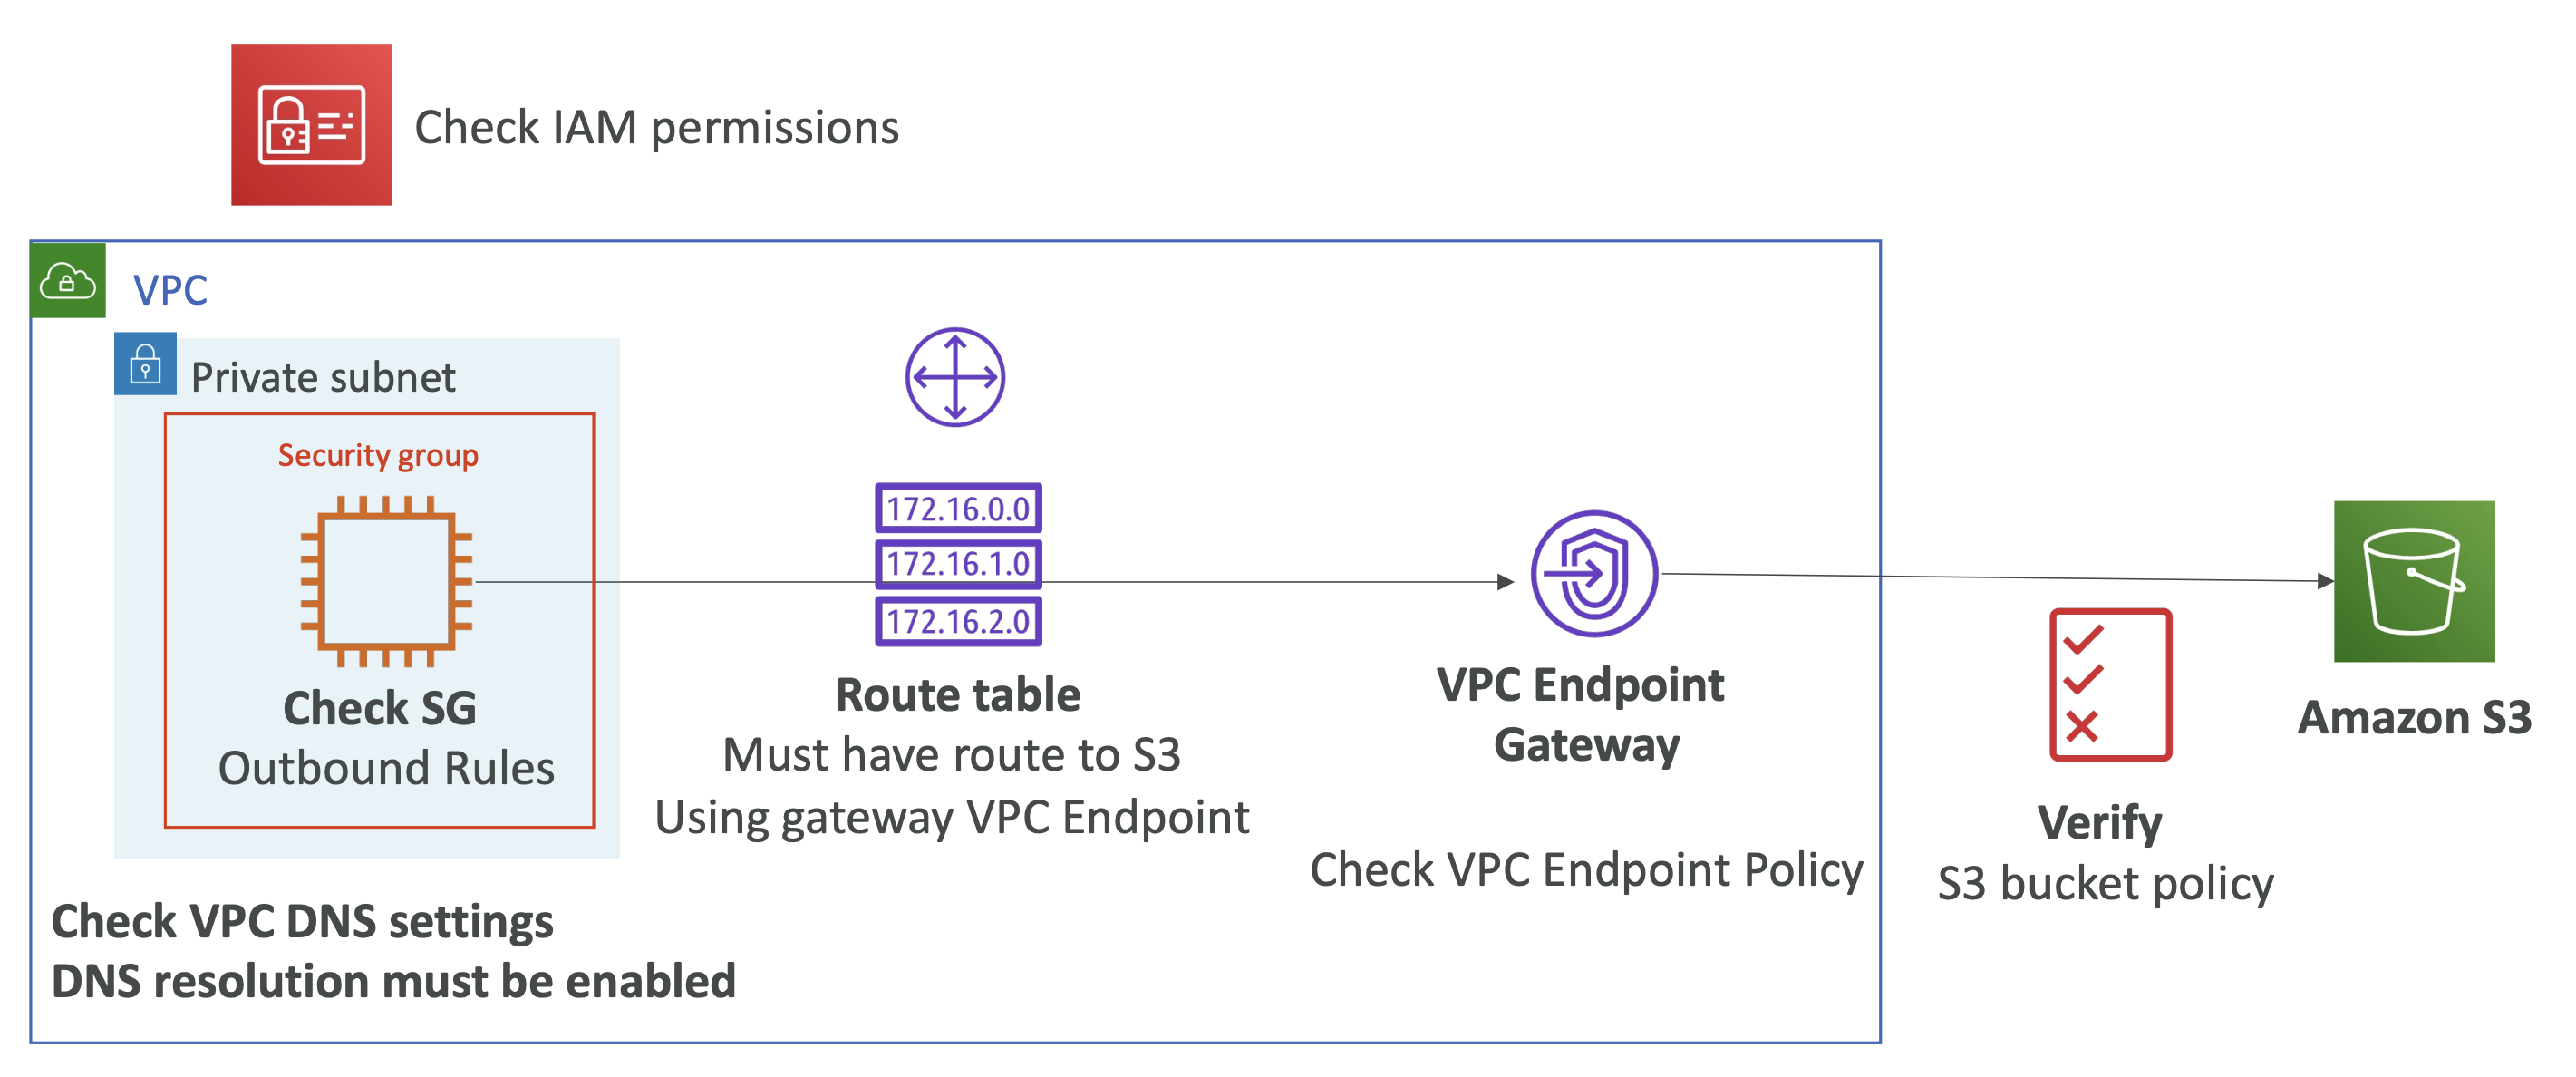 Check IAM permissions
VPC
Private subnet
Security group
Check SG
Outbound Rules
172.16.0.0
172.16.1.0
172.16.2.0
Route table
Must have route to S3
Using gateway VPC Endpoint
VPC Endpoint
Gateway
Check VPC Endpoint Policy
Verify
S3 bucket policy
Amazon S3
Check VPC DNS settings
DNS resolution must be enabled